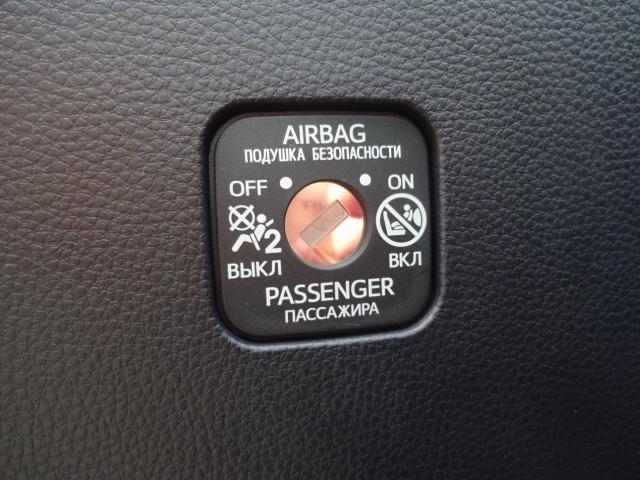 AIRBAG
ПОДУШКА БЕЗОПАСНОСТИ
OFF ON
2
ВЫКЛ ВКЛ
PASSENGER
ПАССАЖИРА